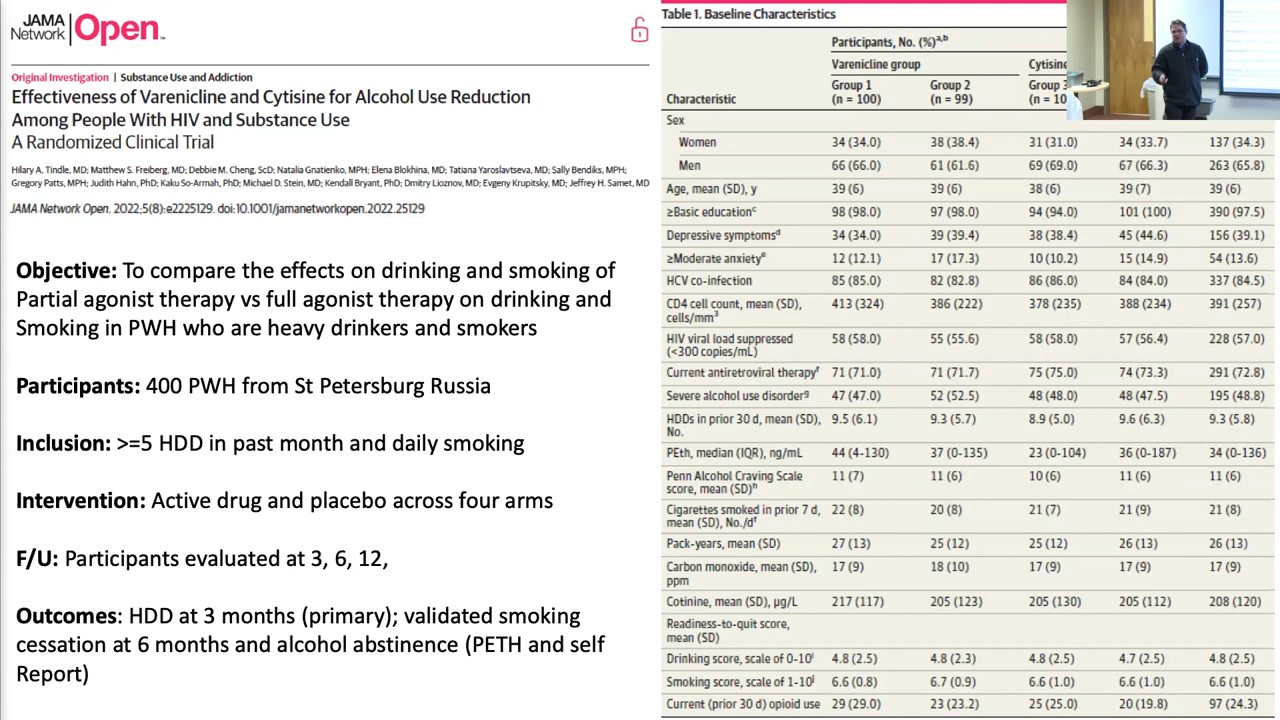 JAMA
Network
Open™
Original Investigation | Substance Use and Addiction
Effectiveness of Varenicline and Cytisine for Alcohol Use Reduction
Among People With HIV and Substance Use
A Randomized Clinical Trial
Hilary A. Tindle, MD; Matthew S. Freiberg, MD; Debbie M. Cheng, ScD; Natalia Gnatienko, MPH; Elena Blokhina, MD; Tatiana Yaroslavtseva, MD; Sally Bendiks, MPH;
Gregory Patts, MPH; Judith Hahn, PhD; Kaku So-Armah, PhD; Michael D. Stein, MD; Kendall Bryant, PhD; Dmitry Lioznov, MD; Evgeny Krupitsky, MD; Jeffrey H. Samet, MD
JAMA Network Open. 2022;5(8):e2225129. doi:10.1001/jamanetworkopen.2022.25129
Objective: To compare the effects on drinking and smoking of
Partial agonist therapy vs full agonist therapy on drinking and
Smoking in PWH who are heavy drinkers and smokers
Participants: 400 PWH from St Petersburg Russia
Inclusion: >=5 HDD in past month and daily smoking
Intervention: Active drug and placebo across four arms
F/U: Participants evaluated at 3, 6, 12,
Outcomes: HDD at 3 months (primary); validated smoking
cessation at 6 months and alcohol abstinence (PETH and self
Report)
Table 1. Baseline Characteristics
Participants, No. (%)a,b
Varenicline group Cytisine
Group 1 Group 2 Group 3
Characteristic (n = 100) (n = 99) (n = 10
Sex
Women 34 (34.0) 38 (38.4) 31 (31.0) 34 (33.7) 137 (34.3)
Men 66 (66.0) 61 (61.6) 69 (69.0) 67 (66.3) 263 (65.8)
Age, mean (SD), y 39 (6) 39 (6) 38 (6) 39 (7) 39 (6)
≥Basic educationc 98 (98.0) 97 (98.0) 94 (94.0) 101 (100) 390 (97.5)
Depressive symptomsd 34 (34.0) 39 (39.4) 38 (38.4) 45 (44.6) 156 (39.1)
≥Moderate anxietye 12 (12.1) 17 (17.3) 10 (10.2) 15 (14.9) 54 (13.6)
HCV co-infection 85 (85.0) 82 (82.8) 86 (86.0) 84 (84.0) 337 (84.5)
CD4 cell count, mean (SD), 413 (324) 386 (222) 378 (235) 388 (234) 391 (257)
cells/mm3
HIV viral load suppressed 58 (58.0) 55 (55.6) 58 (58.0) 57 (56.4) 228 (57.0)
(<300 copies/mL)
Current antiretroviral therapyf 71 (71.0) 71 (71.7) 75 (75.0) 74 (73.3) 291 (72.8)
Severe alcohol use disorderg 47 (47.0) 52 (52.5) 48 (48.0) 48 (47.5) 195 (48.8)
HDDs in prior 30 d, mean (SD), 9.5 (6.1) 9.3 (5.7) 8.9 (5.0) 9.6 (6.3) 9.3 (5.8)
No.
PEth, median (IQR), ng/mL 44 (4-130) 37 (0-135) 23 (0-104) 36 (0-187) 34 (0-136)
Penn Alcohol Craving Scale 11 (7) 11 (6) 10 (6) 11 (6) 11 (6)
score, mean (SD)h
Cigarettes smoked in prior 7 d, 22 (8) 20 (8) 21 (7) 21 (9) 21 (8)
mean (SD), No./df
Pack-years, mean (SD) 27 (13) 25 (12) 25 (12) 26 (13) 26 (13)
Carbon monoxide, mean (SD), 17 (9) 18 (10) 17 (9) 17 (9) 17 (9)
ppm
Cotinine, mean (SD), µg/L 217 (117) 205 (123) 205 (130) 205 (112) 208 (120)
Readiness-to-quit score,
mean (SD)
Drinking score, scale of 0-10i 4.8 (2.5) 4.8 (2.3) 4.8 (2.5) 4.7 (2.5) 4.8 (2.5)
Smoking score, scale of 1-10j 6.6 (0.8) 6.7 (0.9) 6.6 (1.0) 6.6 (1.0) 6.6 (1.0)
Current (prior 30 d) opioid use 29 (29.0) 23 (23.2) 25 (25.0) 20 (19.8) 97 (24.3)